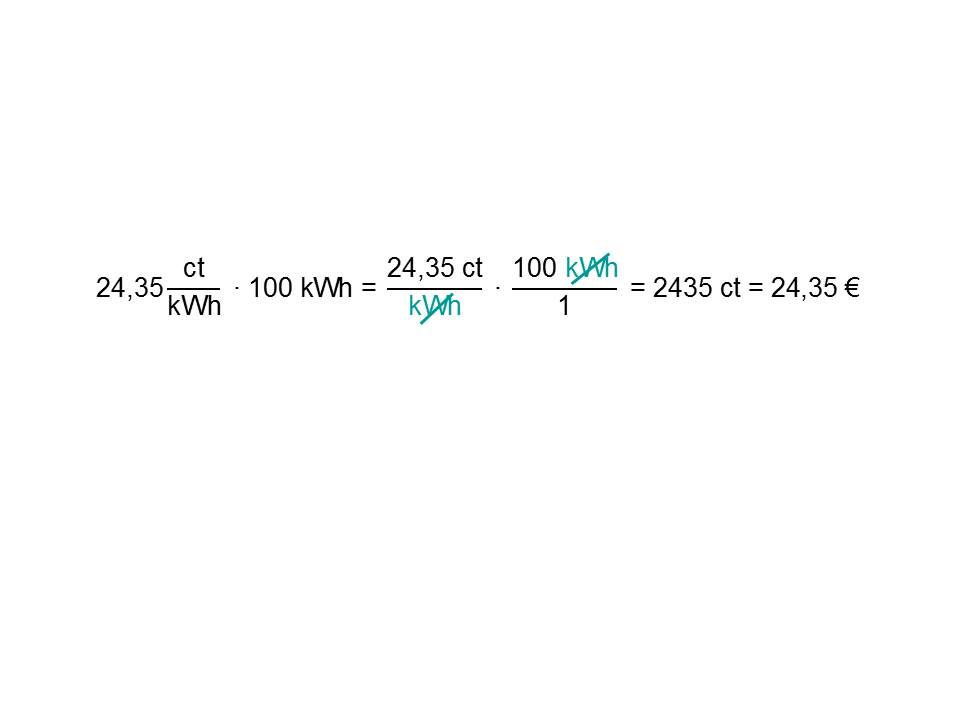 24,35 ct/kWh · 100 kWh = 24,35 ct/kWh · 100 kWh/1 = 2435 ct = 24,35 €